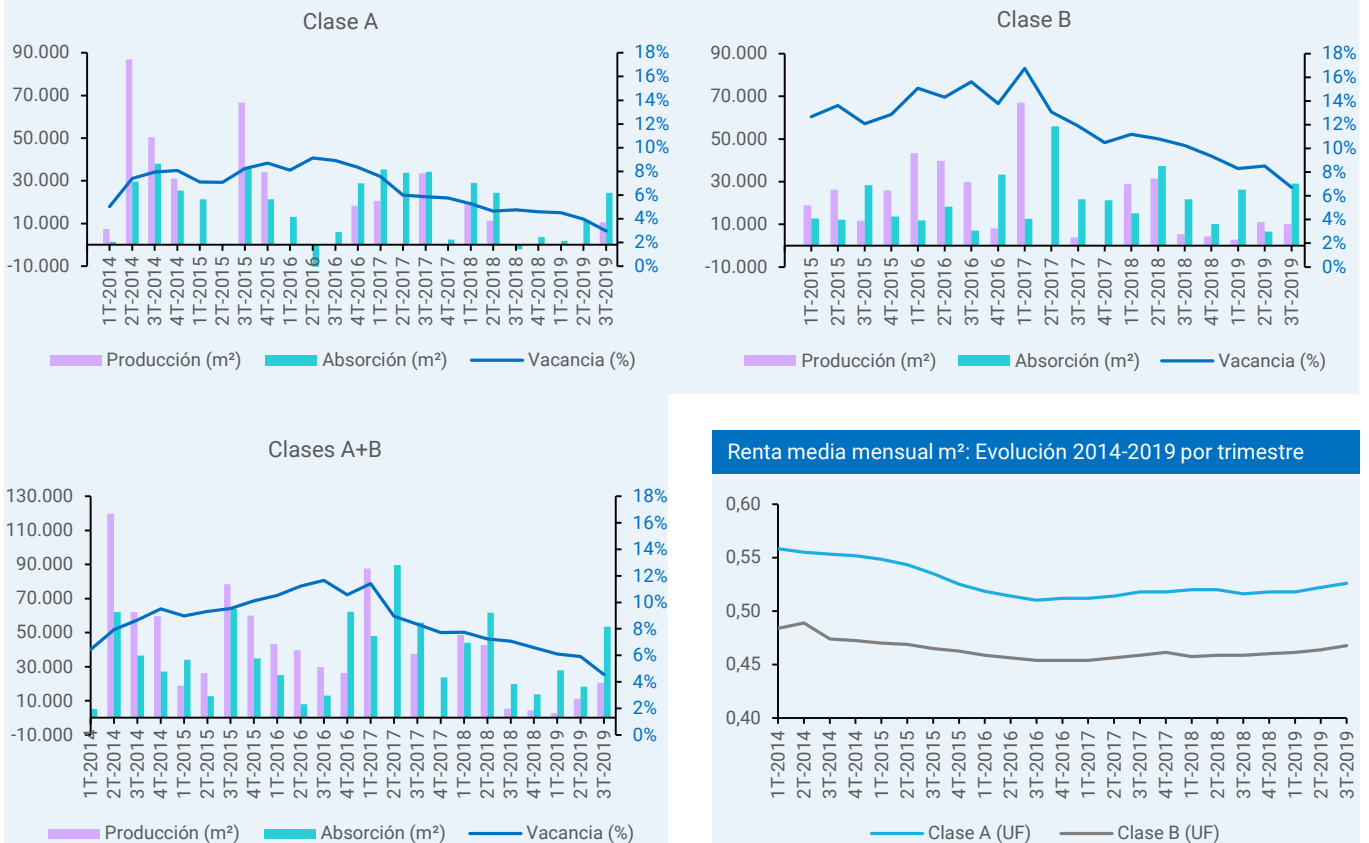 Clase A
90.000
70.000
50.000
30.000
10.000
-10.000
18%
16%
14%
12%
10%
8%
6%
4%
2%
0%
1T-2014
2T-2014
3T-2014
4T-2014
1T-2015
2T-2015
3T-2015
4T-2015
1T-2016
2T-2016
3T-2016
4T-2016
1T-2017
2T-2017
3T-2017
4T-2017
1T-2018
2T-2018
3T-2018
4T-2018
1T-2019
2T-2019
3T-2019
Producción (m²) Absorción (m²) Vacancia (%)
Clase B
90.000
70.000
50.000
30.000
10.000
-10.000
18%
16%
14%
12%
10%
8%
6%
4%
2%
0%
1T-2015
2T-2015
3T-2015
4T-2015
1T-2016
2T-2016
3T-2016
4T-2016
1T-2017
2T-2017
3T-2017
4T-2017
1T-2018
2T-2018
3T-2018
4T-2018
1T-2019
2T-2019
3T-2019
Producción (m²) Absorción (m²) Vacancia (%)
Clases A+B
130.000
110.000
90.000
70.000
50.000
30.000
10.000
-10.000
18%
16%
14%
12%
10%
8%
6%
4%
2%
0%
1T-2014
2T-2014
3T-2014
4T-2014
1T-2015
2T-2015
3T-2015
4T-2015
1T-2016
2T-2016
3T-2016
4T-2016
1T-2017
2T-2017
3T-2017
4T-2017
1T-2018
2T-2018
3T-2018
4T-2018
1T-2019
2T-2019
3T-2019
Producción (m²) Absorción (m²) Vacancia (%)
Renta media mensual m²: Evolución 2014-2019 por trimestre
0,60
0,55
0,50
0,45
0,40
1T-2014
2T-2014
3T-2014
4T-2014
1T-2015
2T-2015
3T-2015
4T-2015
1T-2016
2T-2016
3T-2016
4T-2016
1T-2017
2T-2017
3T-2017
4T-2017
1T-2018
2T-2018
3T-2018
4T-2018
1T-2019
2T-2019
3T-2019
Clase A (UF) Clase B (UF)